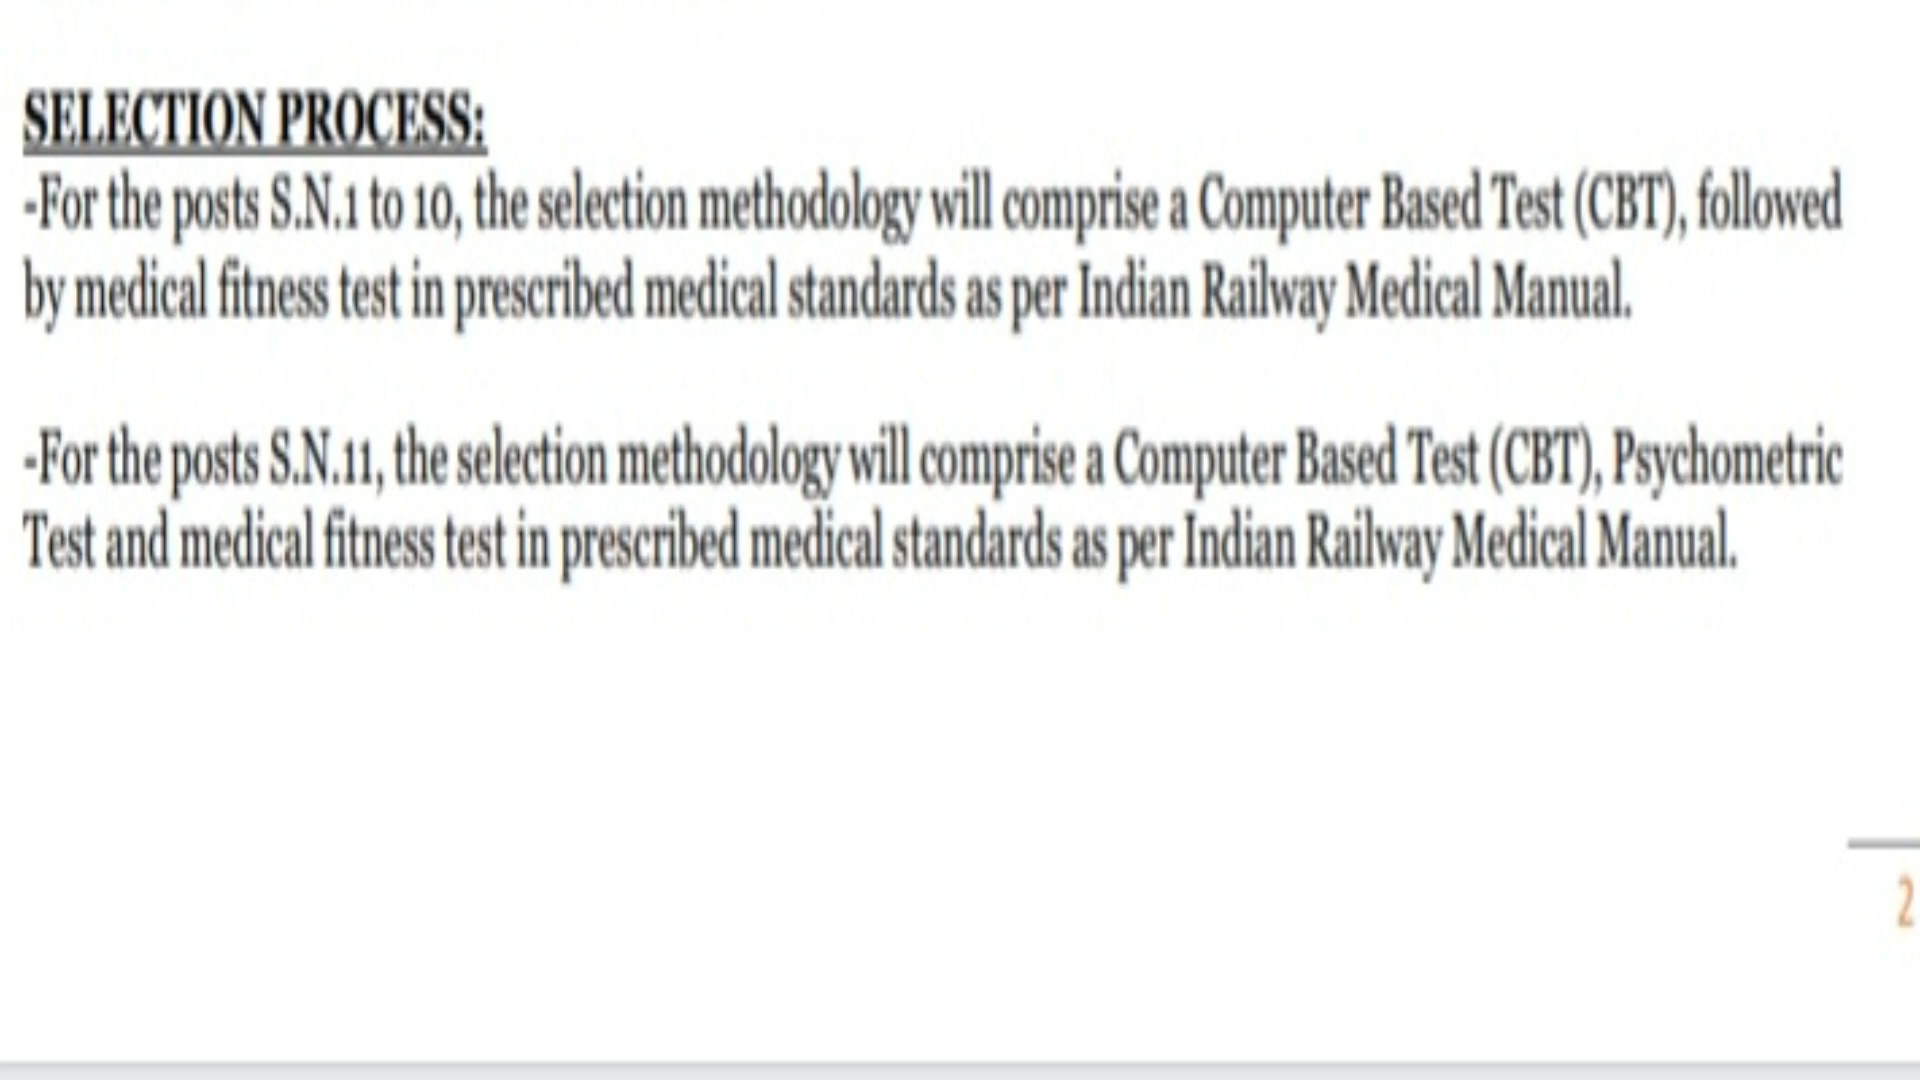 SELECTION PROCESS:
-For the posts S.N.1 to 10, the selection methodology will comprise a Computer Based Test (CBT), followed
by medical fitness test in prescribed medical standards as per Indian Railway Medical Manual.
-For the posts S.N.11, the selection methodology will comprise a Computer Based Test (CBT), Psychometric
Test and medical fitness test in prescribed medical standards as per Indian Railway Medical Manual.
2